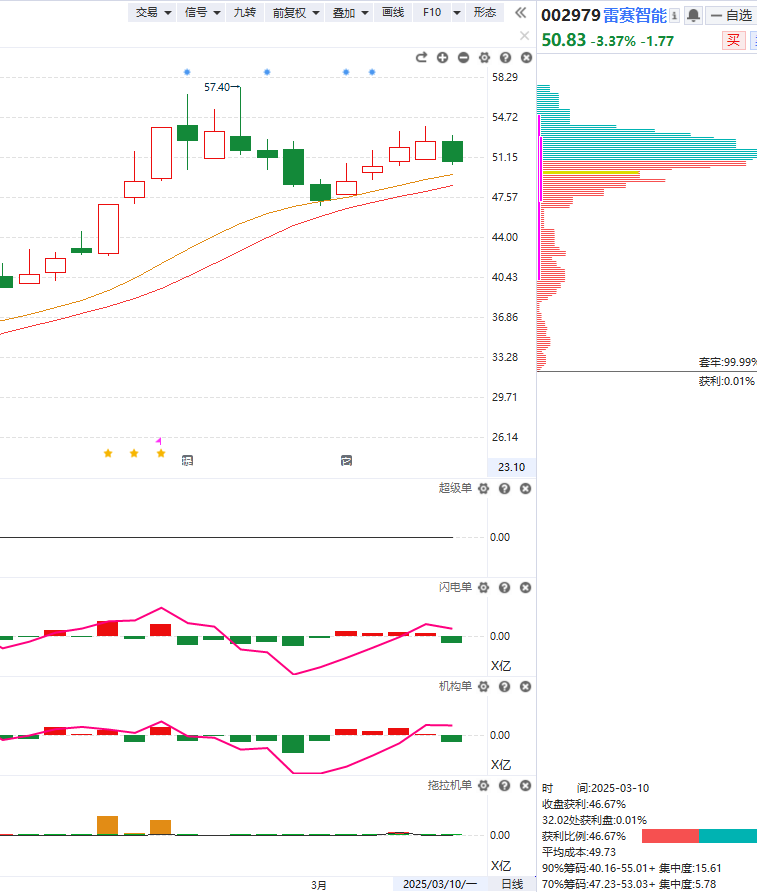 交易 信号 九转 前复权 叠加 画线 F10 形态
002979 雷赛智能 自选
50.83 -3.37% -1.77 买
58.29
57.40
54.72
51.15
47.57
44.00
40.43
36.86
33.28
29.71
26.14
23.10
套牢:99.99%
获利:0.01%
超级单
0.00
闪电单
0.00
X亿
机构单
0.00
X亿
拖拉机单
0.00
X亿
3月 2025/03/10/一 日线
时 间:2025-03-10
收盘获利:46.67%
32.02处获利盘:0.01%
获利比例:46.67%
平均成本:49.73
90%筹码:40.16-55.01+ 集中度:15.61
70%筹码:47.23-53.03+ 集中度:5.78